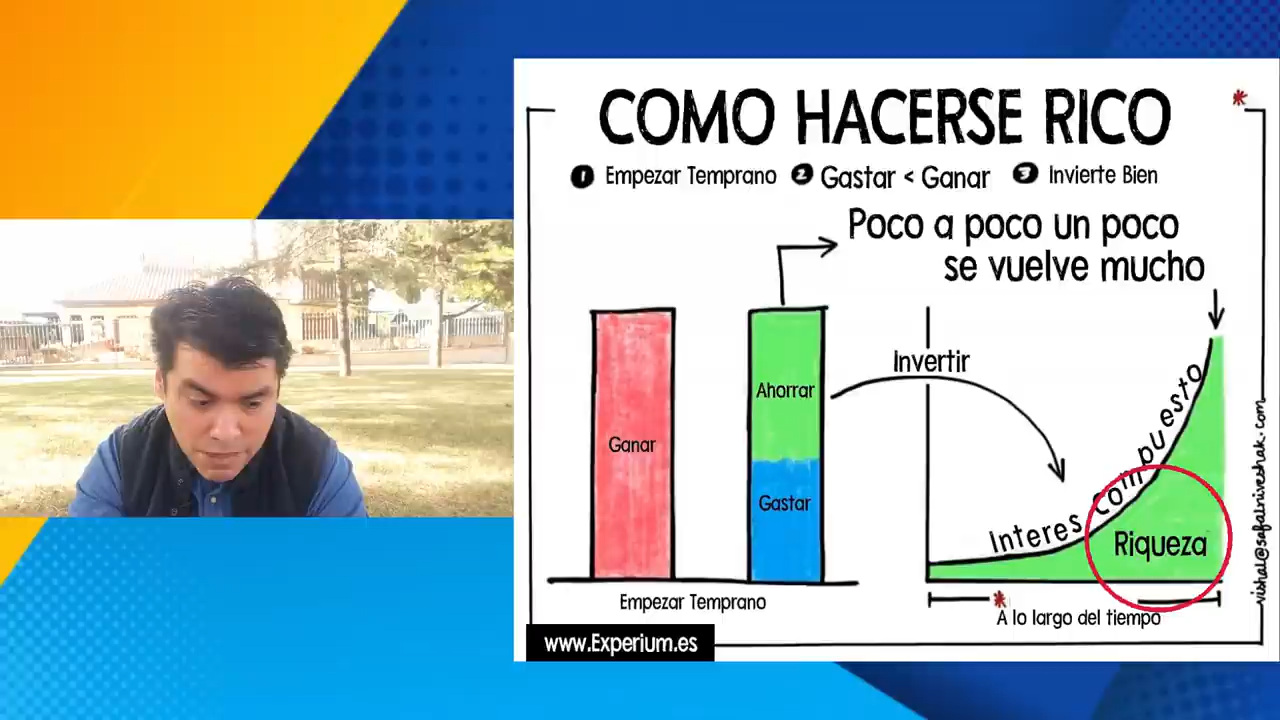 COMO HACERSE RICO
1 Empezar Temprano 2 Gastar < Ganar 3 Invierte Bien
Poco a poco un poco
se vuelve mucho
Invertir
Ahorrar
Ganar
Gastar
Interes Compuesto
Riqueza
Empezar Temprano
A lo largo del tiempo
www.Experium.es
vishal@safalniveshak.com